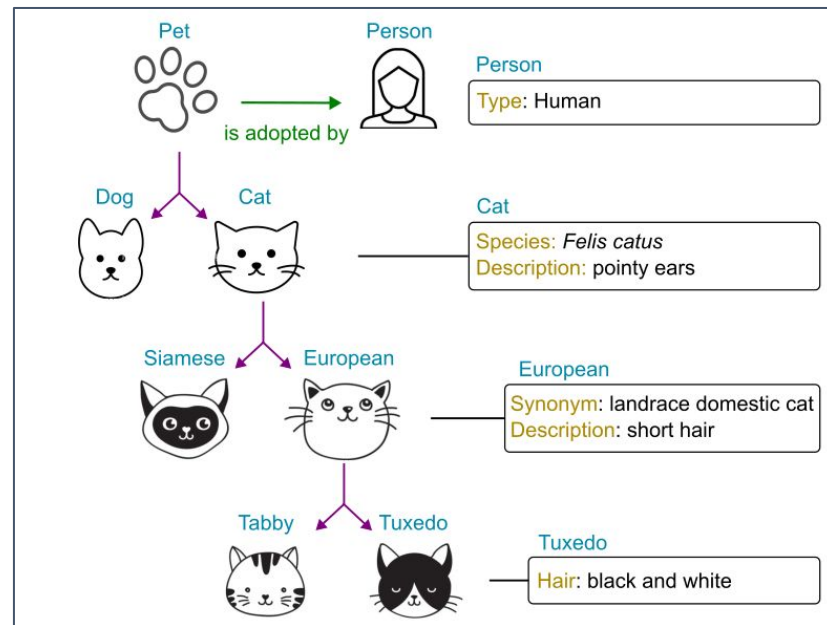 Pet
Person
is adopted by
Person
Type: Human
Dog
Cat
Cat
Species: Felis catus
Description: pointy ears
Siamese
European
European
Synonym: landrace domestic cat
Description: short hair
Tabby
Tuxedo
Tuxedo
Hair: black and white